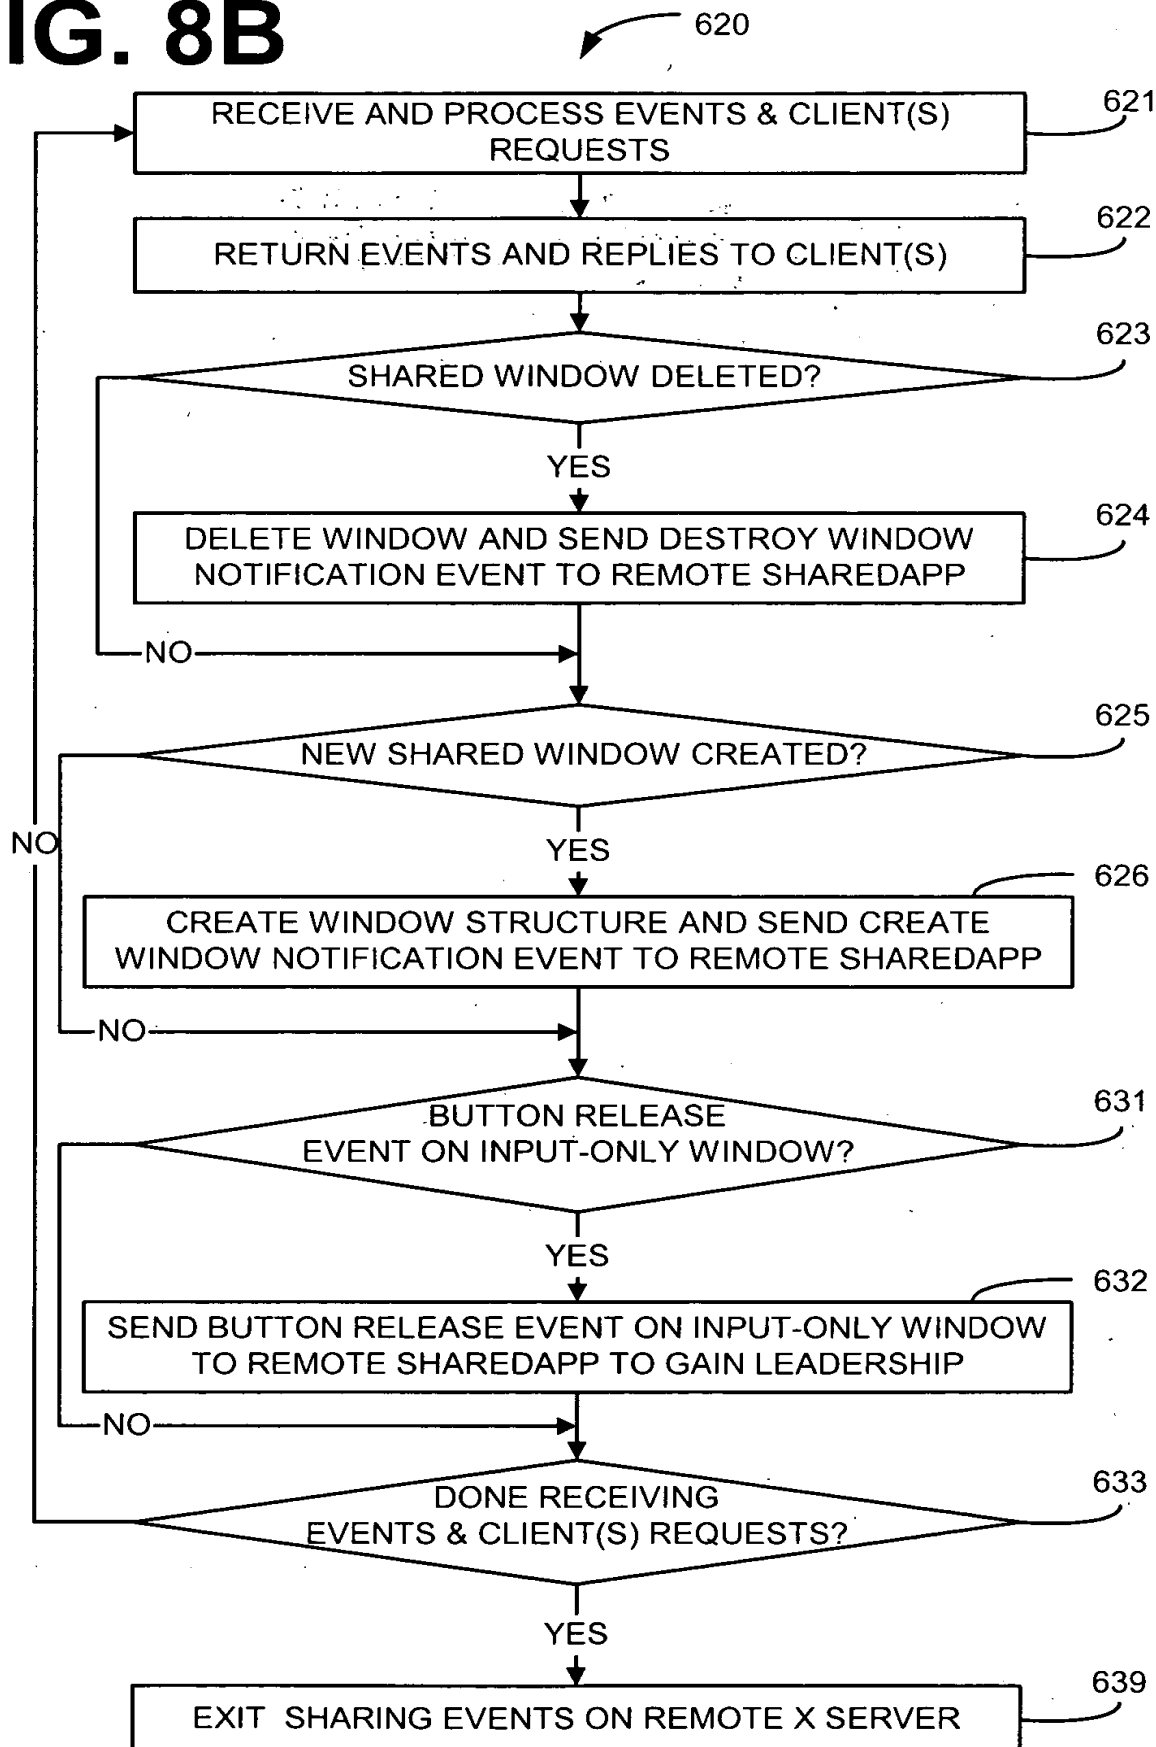 IG. 8B
620
RECEIVE AND PROCESS EVENTS & CLIENT(S)
REQUESTS
621
RETURN EVENTS AND REPLIES TO CLIENT(S)
622
SHARED WINDOW DELETED?
623
YES
DELETE WINDOW AND SEND DESTROY WINDOW
NOTIFICATION EVENT TO REMOTE SHAREDAPP
624
NO
NEW SHARED WINDOW CREATED?
625
NO
YES
CREATE WINDOW STRUCTURE AND SEND CREATE
WINDOW NOTIFICATION EVENT TO REMOTE SHAREDAPP
626
NO
BUTTON RELEASE
EVENT ON INPUT-ONLY WINDOW?
631
YES
SEND BUTTON RELEASE EVENT ON INPUT-ONLY WINDOW
TO REMOTE SHAREDAPP TO GAIN LEADERSHIP
632
NO
DONE RECEIVING
EVENTS & CLIENT(S) REQUESTS?
633
YES
EXIT SHARING EVENTS ON REMOTE X SERVER
639